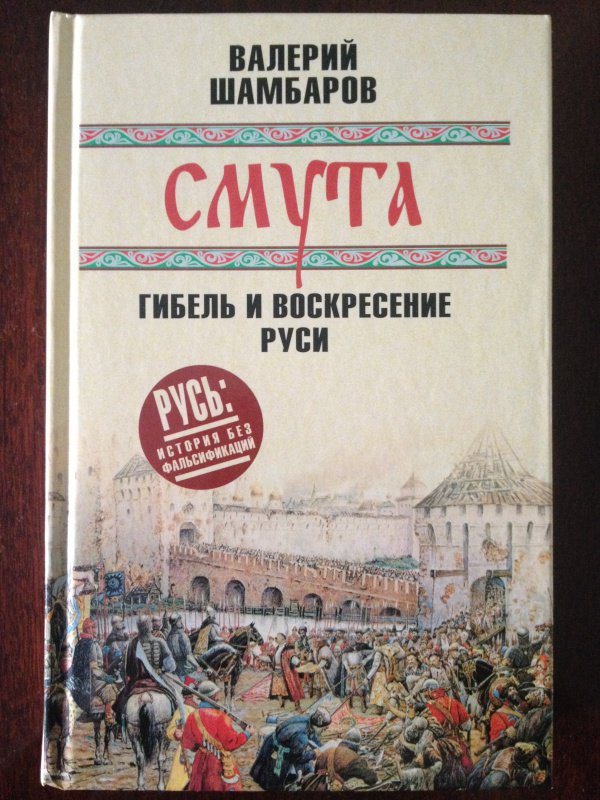 ВАЛЕРИЙ
ШАМБАРОВ
СМУТА
ГИБЕЛЬ И ВОСКРЕСЕНИЕ
РУСИ
РУСЬ:
ИСТОРИЯ БЕЗ
ФАЛЬСИФИКАЦИЙ